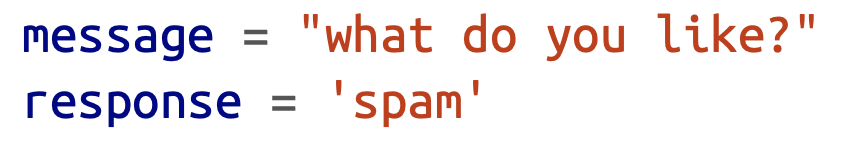 message = "what do you like?"
response = 'spam'